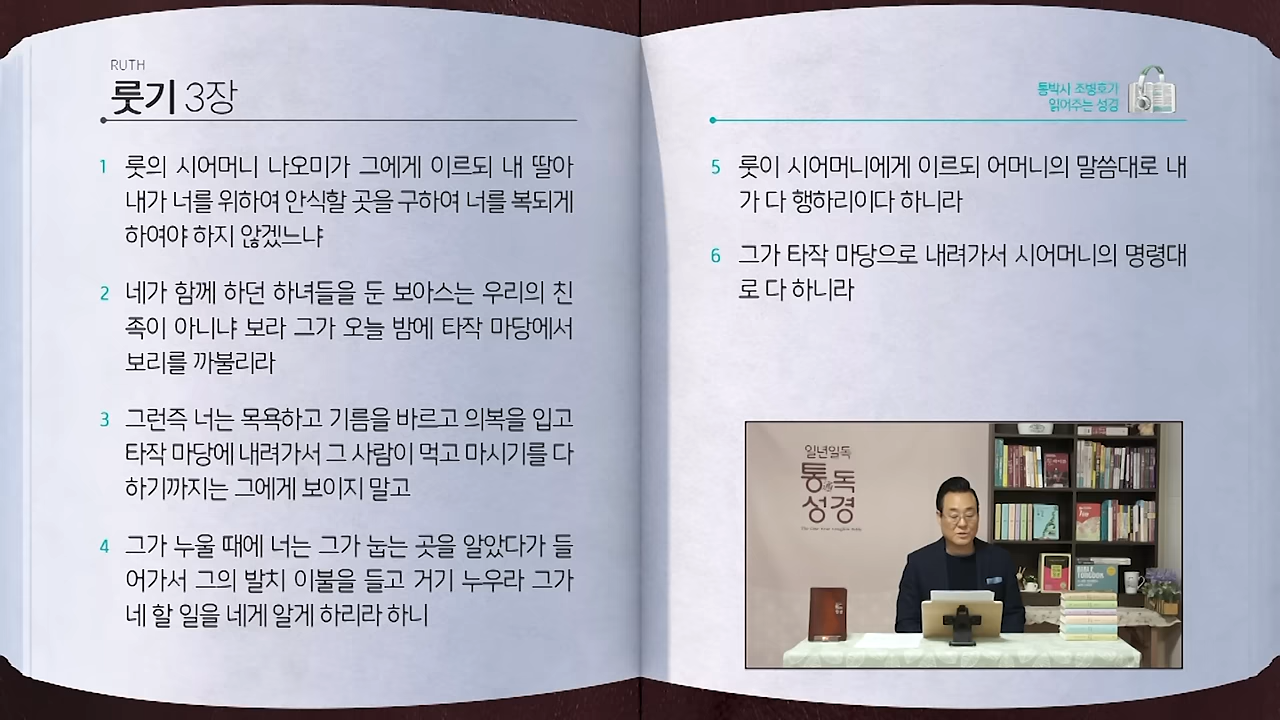 RUTH
룻기 3장
1 룻의 시어머니 나오미가 그에게 이르되 내 딸아
내가 너를 위하여 안식할 곳을 구하여 너를 복되게
하여야 하지 않겠느냐
2 네가 함께 하던 하녀들을 둔 보아스는 우리의 친
족이 아니냐 보라 그가 오늘 밤에 타작 마당에서
보리를 까불리라
3 그런즉 너는 목욕하고 기름을 바르고 의복을 입고
타작 마당에 내려가서 그 사람이 먹고 마시기를 다
하기까지는 그에게 보이지 말고
4 그가 누울 때에 너는 그가 눕는 곳을 알았다가 들
어가서 그의 발치 이불을 들고 거기 누우라 그가
네 할 일을 네게 알게 하리라 하니
통박사 조병호가
읽어주는 성경
5 룻이 시어머니에게 이르되 어머니의 말씀대로 내
가 다 행하리이다 하니라
6 그가 타작 마당으로 내려가서 시어머니의 명령대
로 다 하니라
일년일독
통독
성경